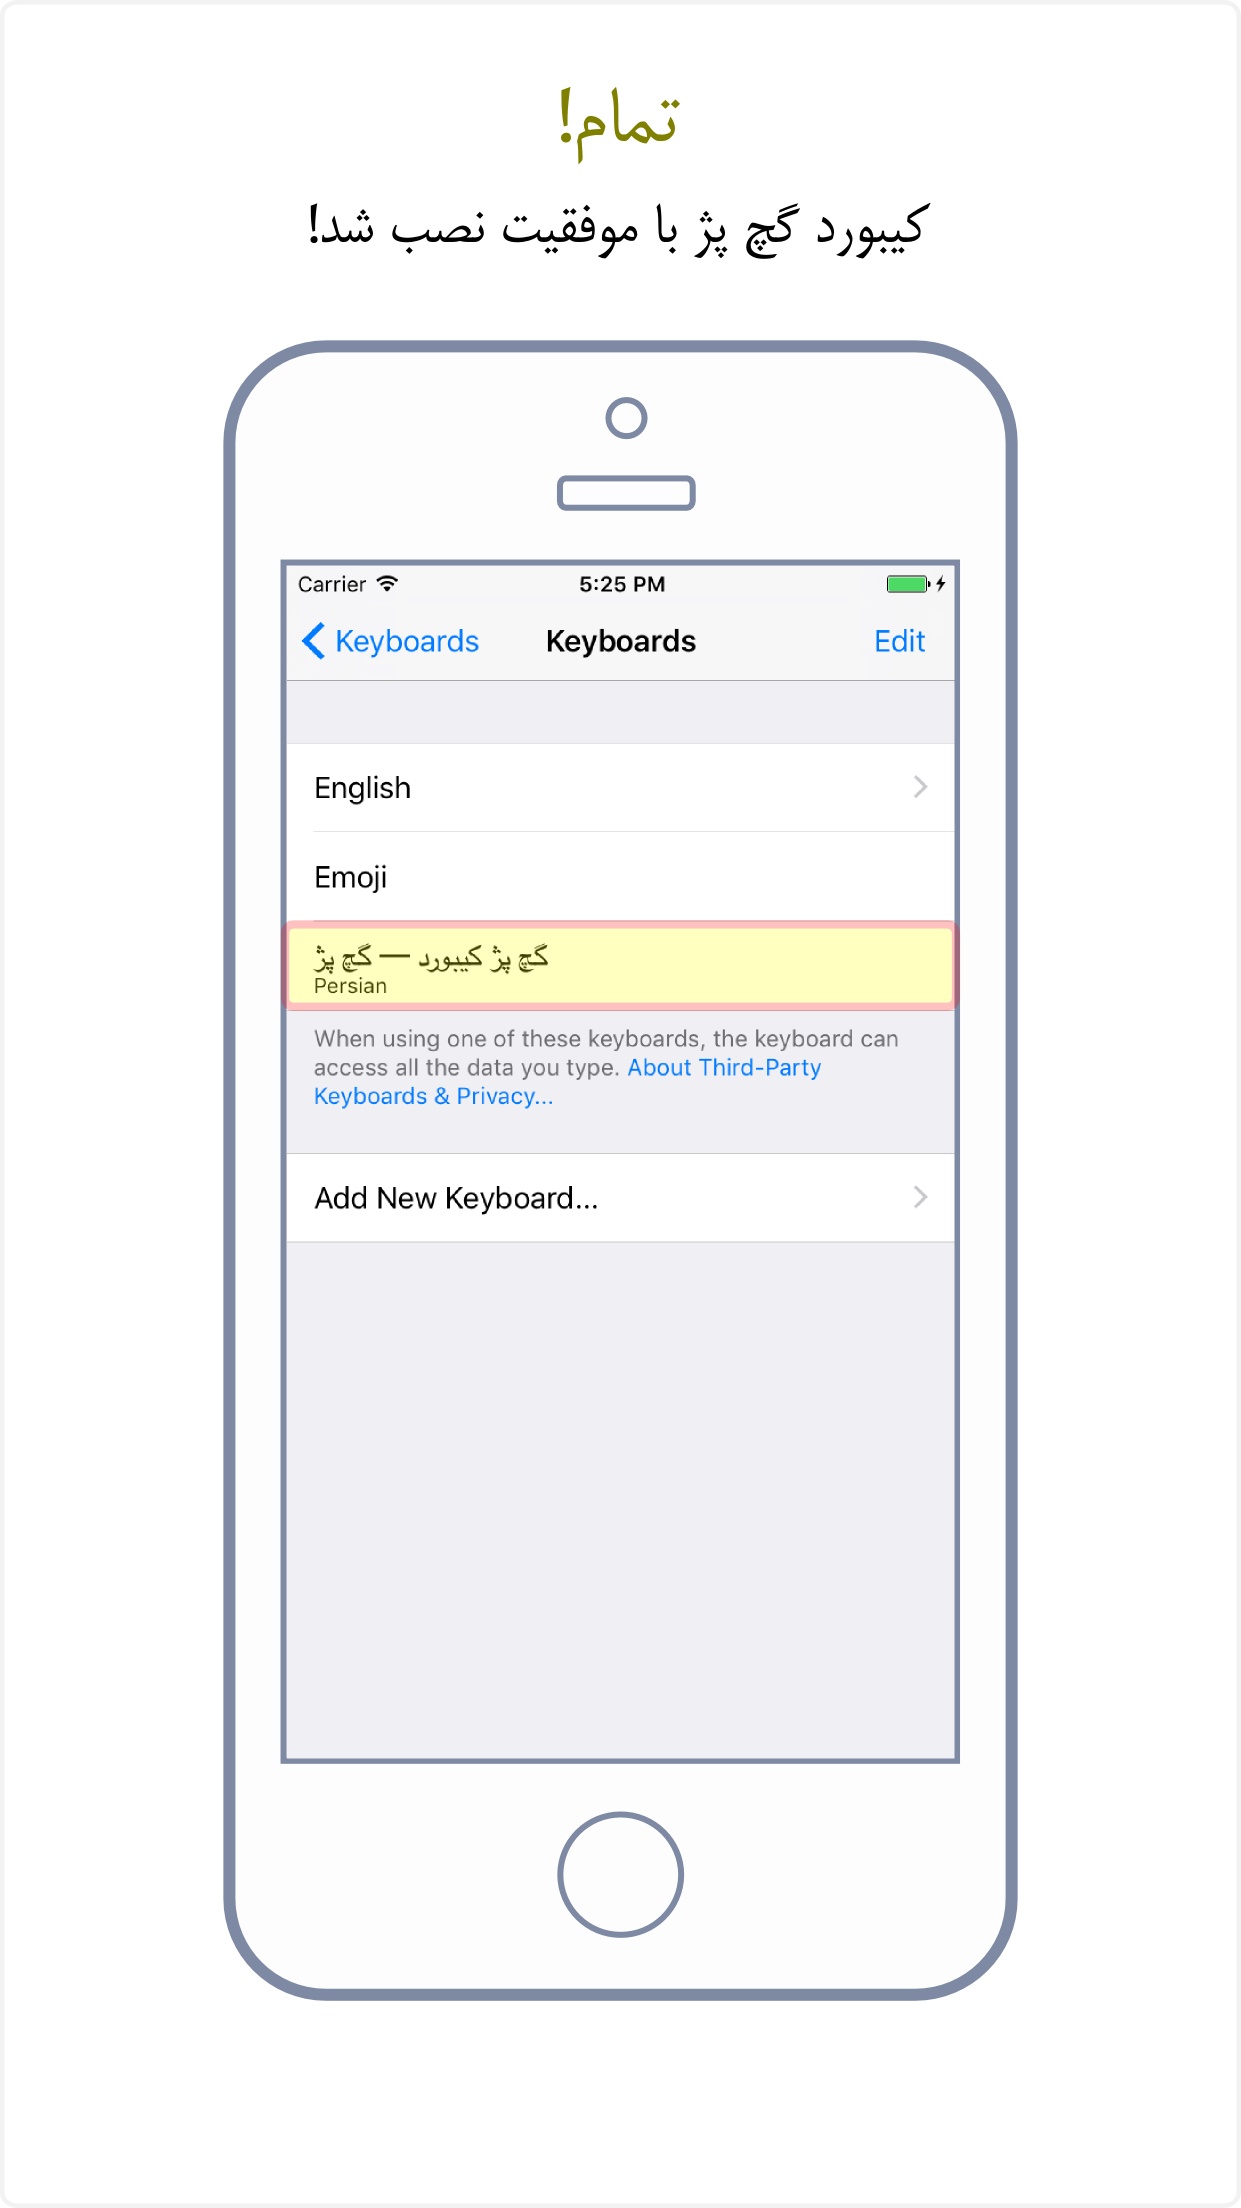 تمام!
کیبورد گچ پژ با موفقیت نصب شد!
Carrier 5:25 PM
Keyboards Keyboards Edit
English
Emoji
گچ پژ کیبورد — گچ پژ
Persian
When using one of these keyboards, the keyboard can
access all the data you type. About Third-Party
Keyboards & Privacy...
Add New Keyboard...